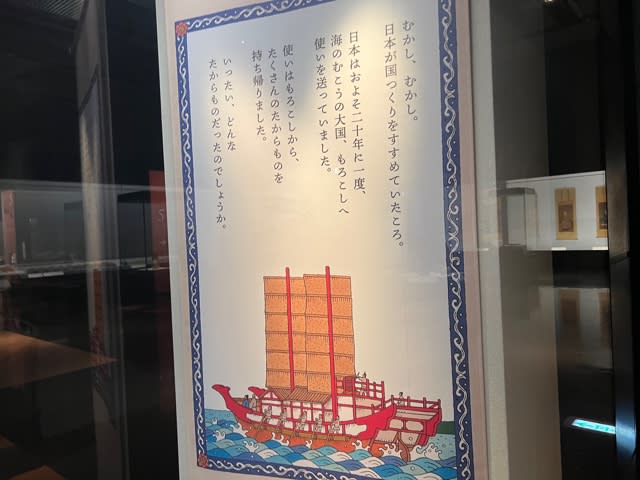 むかし、むかし。
日本が国つくりをすすめていたころ。
日本はおよそ二十年に一度、
海のむこうの大国、もろこしへ
使いを送っていました。
使いはもろこしから、
たくさんのたからものを
持ち帰りました。
いったい、どんな
たからものだったのでしょうか。